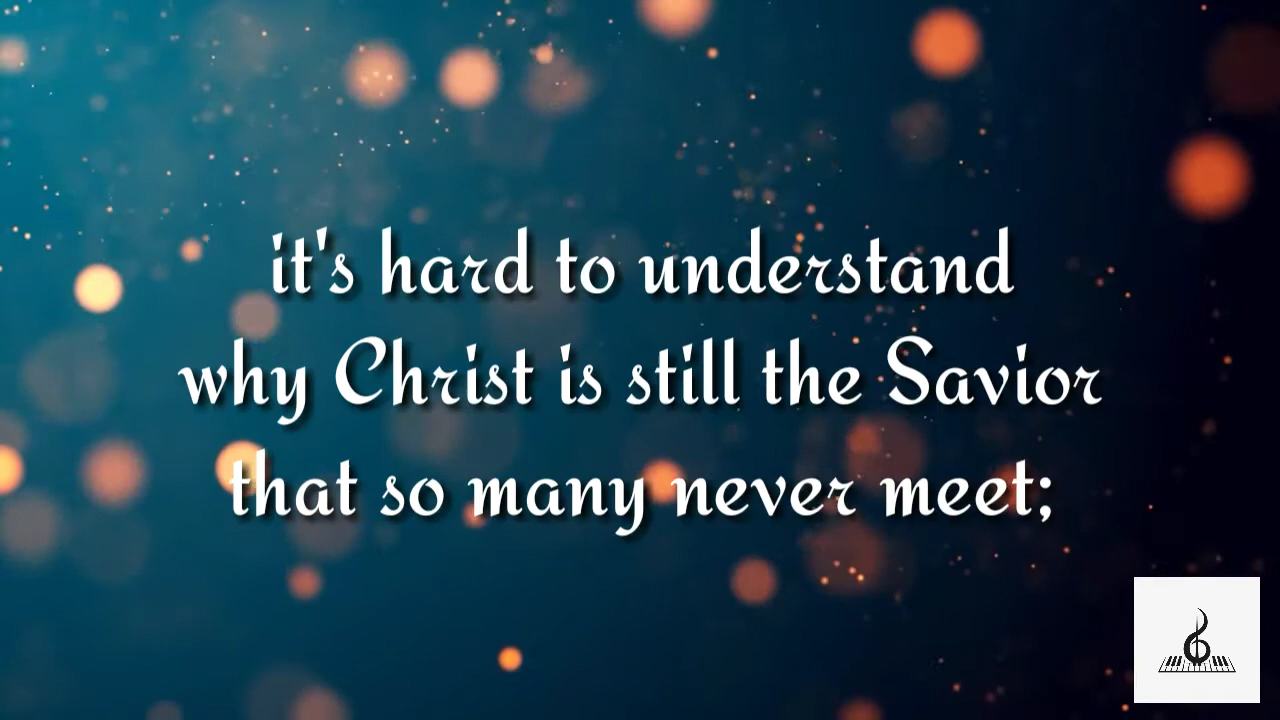 it's hard to understand
why Christ is still the Savior
that so many never meet;